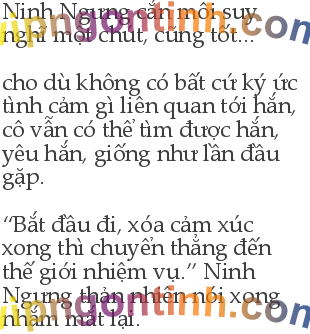 Ninh Ngưng cắn môi suy
nghĩ một chút, cũng tốt...
cho dù không có bất cứ ký ức
tình cảm gì liên quan tới hắn,
cô vẫn có thể tìm được hắn,
yêu hắn, giống như lần đầu
gặp.
“Bắt đầu đi, xóa cảm xúc
xong thì chuyển thẳng đến
thế giới nhiệm vụ.” Ninh
Ngưng thản nhiên nói xong
nhắm mắt lại.
vipngontinh.com
vipngontinh.com